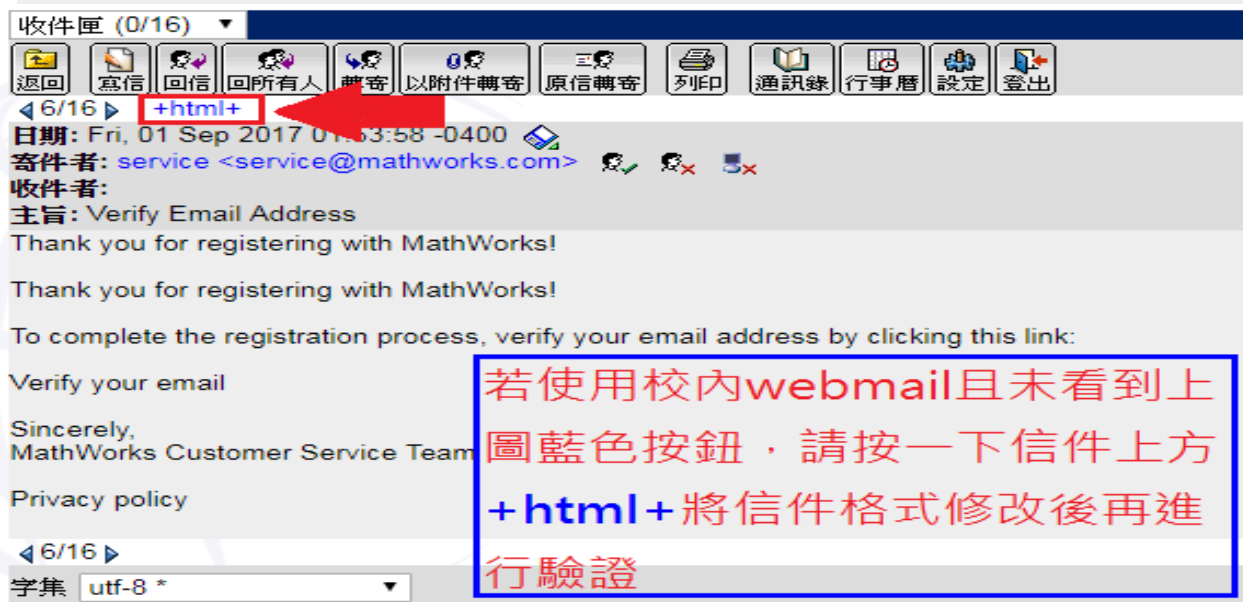 收件匣 (0/16) ▼
返回 寫信 回信 回所有人 轉寄 以附件轉寄 原信轉寄 列印 通訊錄 行事曆 設定 登出
6/16 +html+
日期: Fri, 01 Sep 2017 01:53:58 -0400
寄件者: service <service@mathworks.com>
收件者:
主旨: Verify Email Address
Thank you for registering with MathWorks!
Thank you for registering with MathWorks!
To complete the registration process, verify your email address by clicking this link:
Verify your email
Sincerely,
MathWorks Customer Service Team
Privacy policy
若使用校內webmail且未看到上
圖藍色按鈕，請按一下信件上方
+html+將信件格式修改後再進
行驗證
6/16
字集 utf-8 * ▼